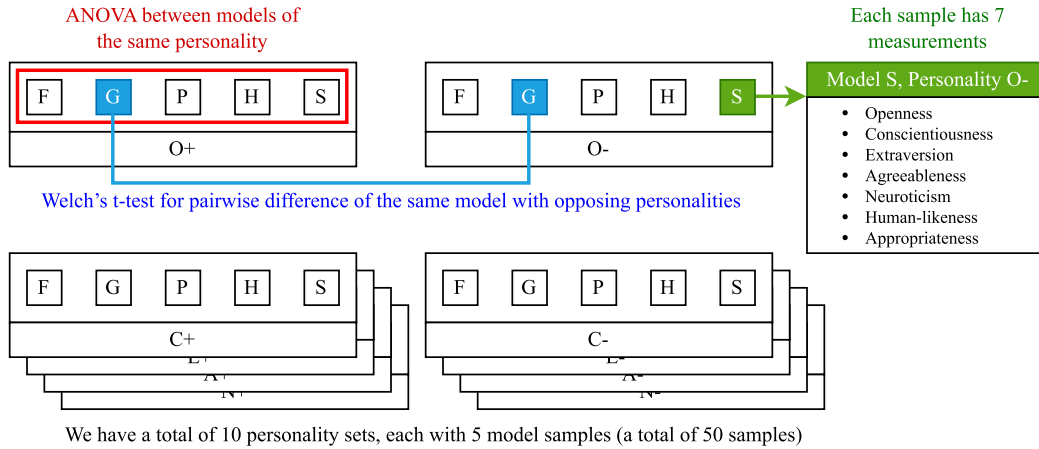 ANOVA between models of
the same personality
Each sample has 7
measurements
F G P H S
O+
F G P H S
O-
Model S, Personality O-
• Openness
• Conscientiousness
• Extraversion
• Agreeableness
• Neuroticism
• Human-likeness
• Appropriateness
Welch's t-test for pairwise difference of the same model with opposing personalities
F G P H S
C+
E+
A+
N+
F G P H S
C-
E-
A-
N-
We have a total of 10 personality sets, each with 5 model samples (a total of 50 samples)